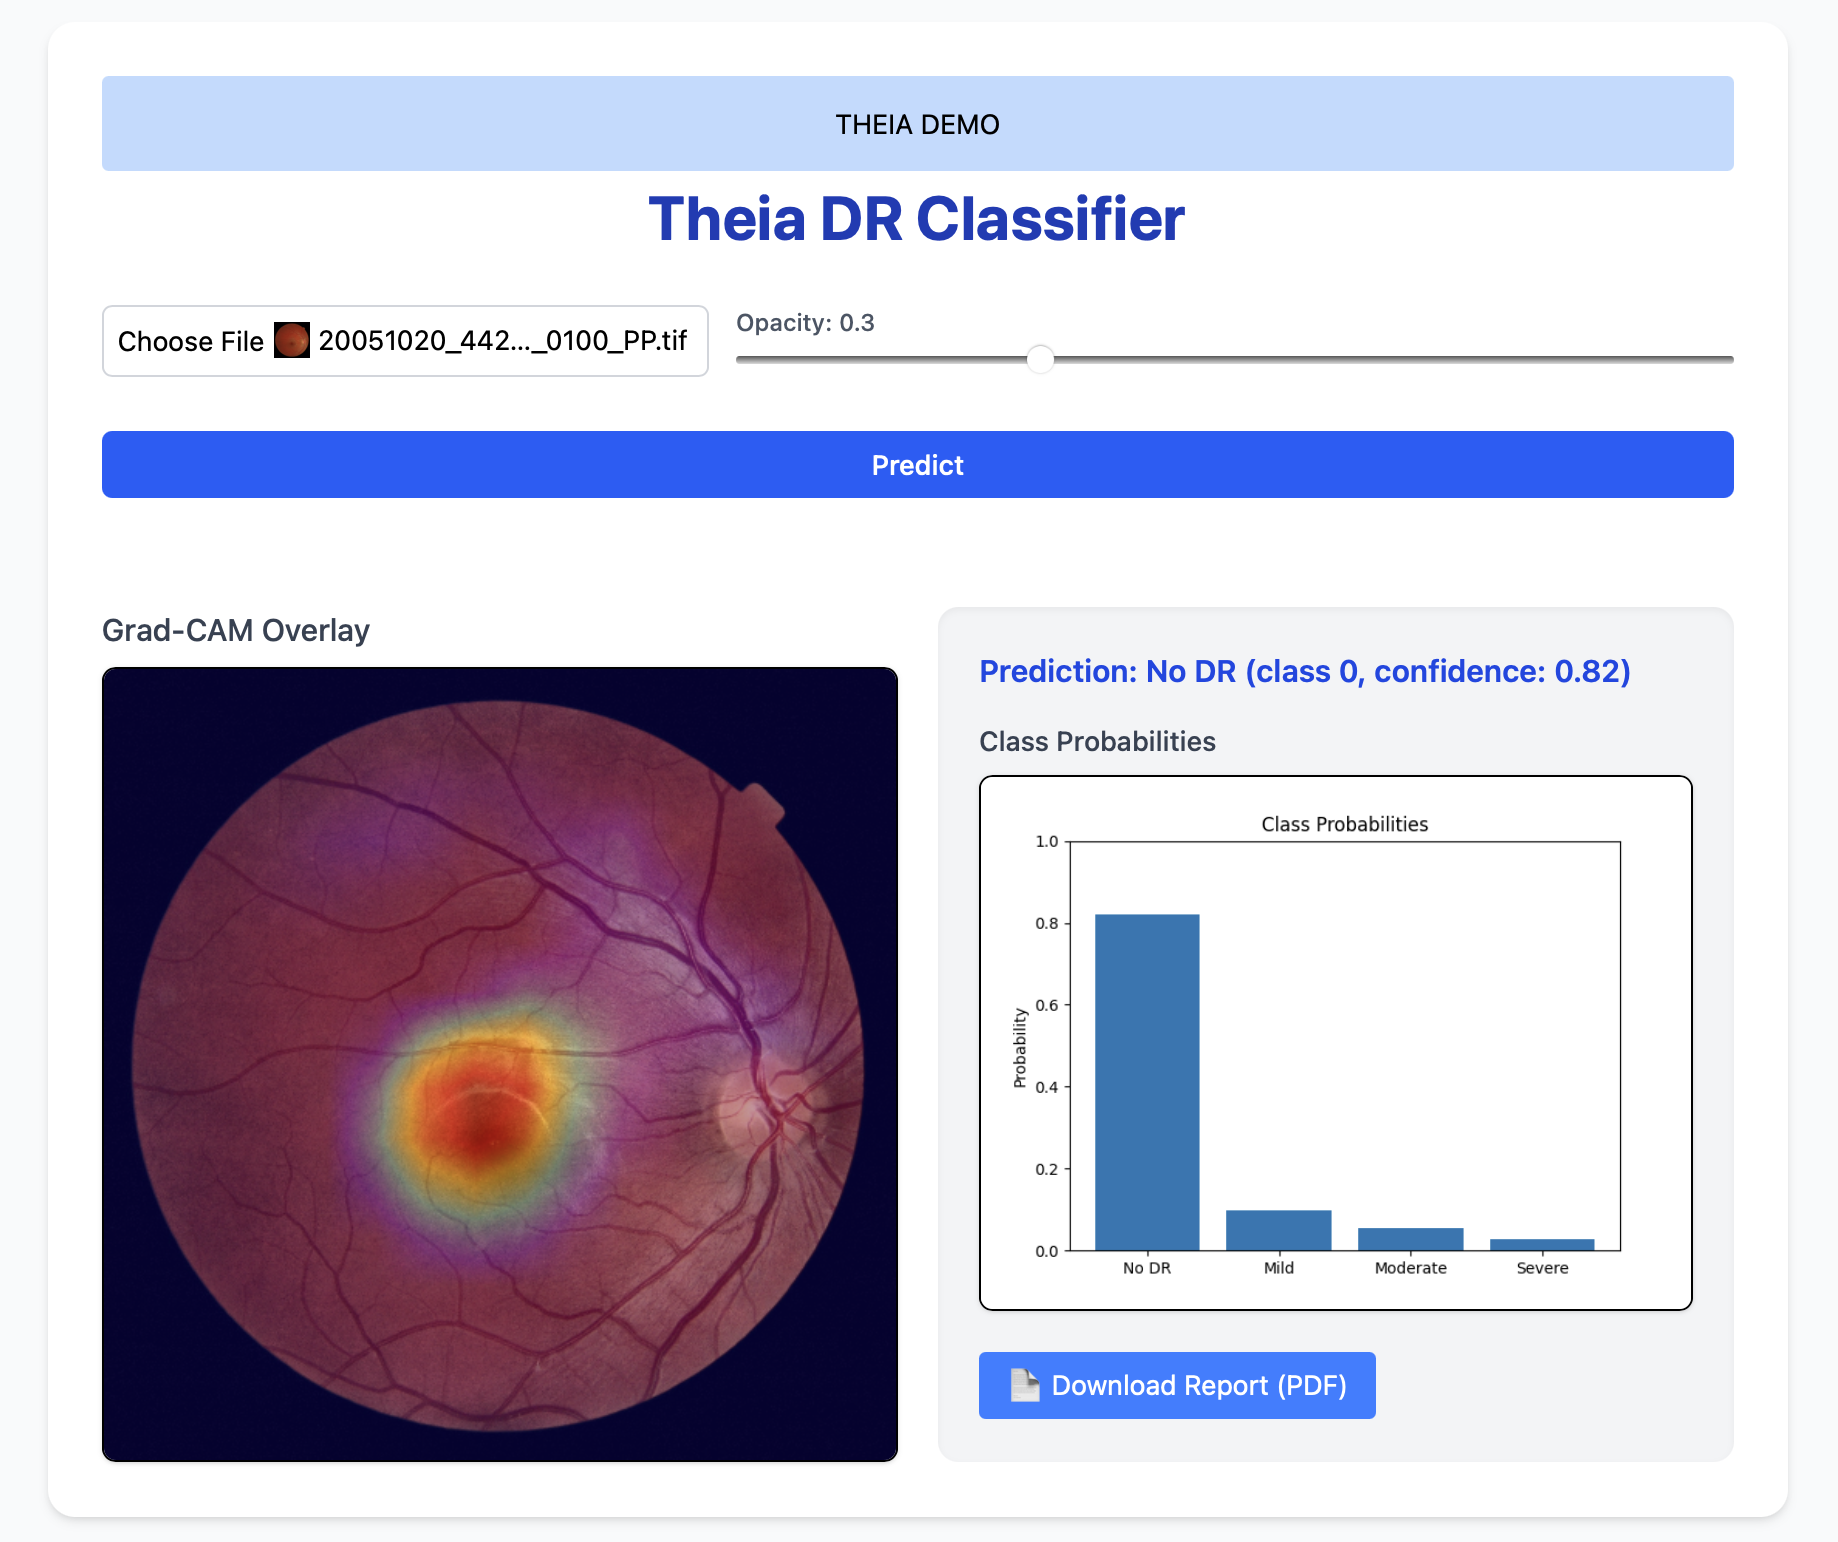 THEIA DEMO
Theia DR Classifier
Choose File 20051020_442..._0100_PP.tif
Opacity: 0.3
Predict
Grad-CAM Overlay
Prediction: No DR (class 0, confidence: 0.82)
Class Probabilities
Class Probabilities
1.0
0.8
0.6
0.4
0.2
0.0
Probability
No DR Mild Moderate Severe
Download Report (PDF)